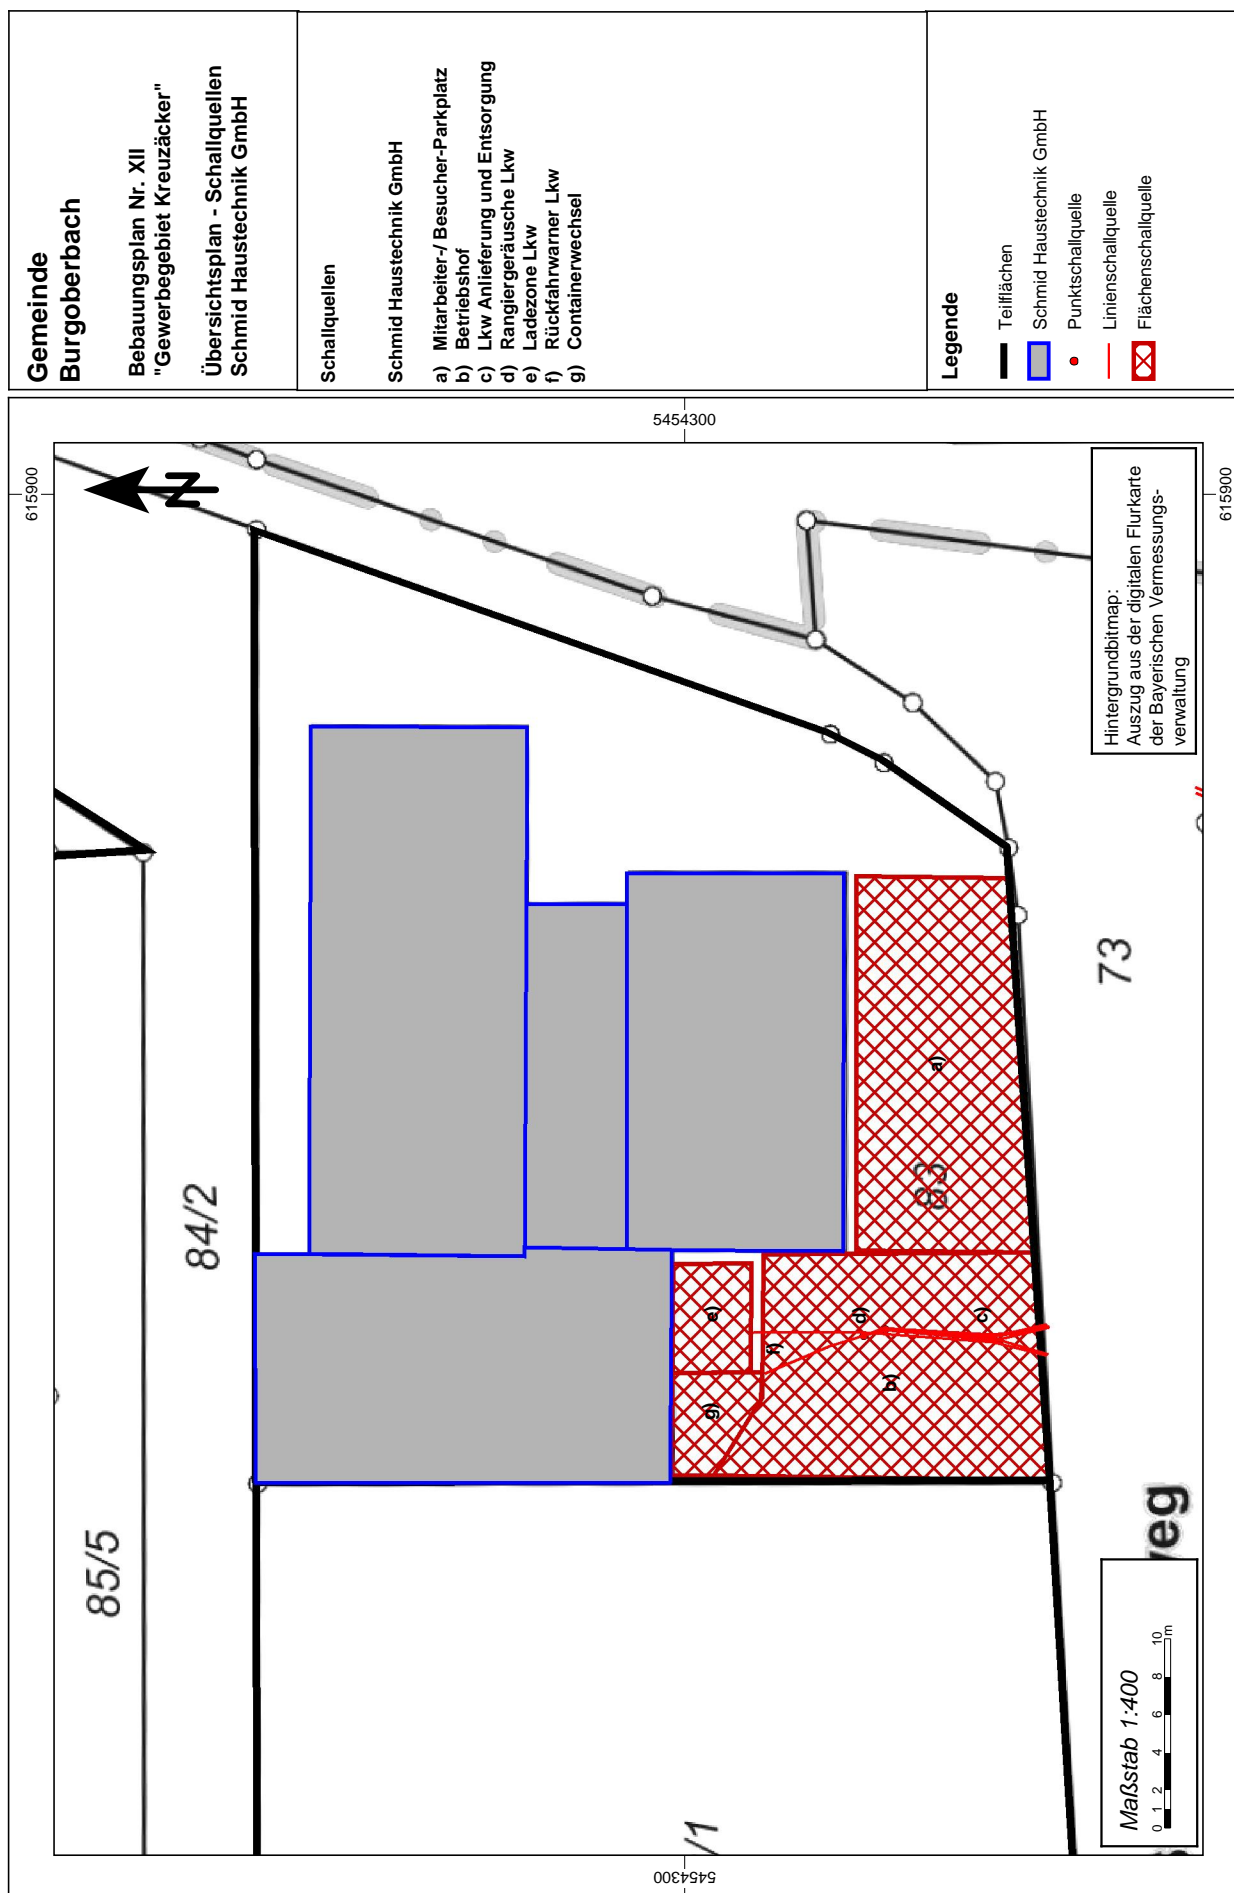 Gemeinde
Burgoberbach
Bebauungsplan Nr. XII
"Gewerbegebiet Kreuzäcker"
Übersichtsplan - Schallquellen
Schmid Haustechnik GmbH
Schallquellen
Schmid Haustechnik GmbH
a) Mitarbeiter-/ Besucher-Parkplatz
b) Betriebshof
c) Lkw Anlieferung und Entsorgung
d) Rangiergeräusche Lkw
e) Ladezone Lkw
f) Rückfahrwarner Lkw
g) Containerwechsel
Legende
Teilflächen
Schmid Haustechnik GmbH
Punktschallquelle
Linienschallquelle
Flächenschallquelle
615900
615900
5454300
5454300
N
85/5
84/2
/1
83
73
a)
b)
c)
d)
e)
f)
g)
eg
Hintergrundbitmap:
Auszug aus der digitalen Flurkarte
der Bayerischen Vermessungs-
verwaltung
Maßstab 1:400
0 1 2 4 6 8 10
m